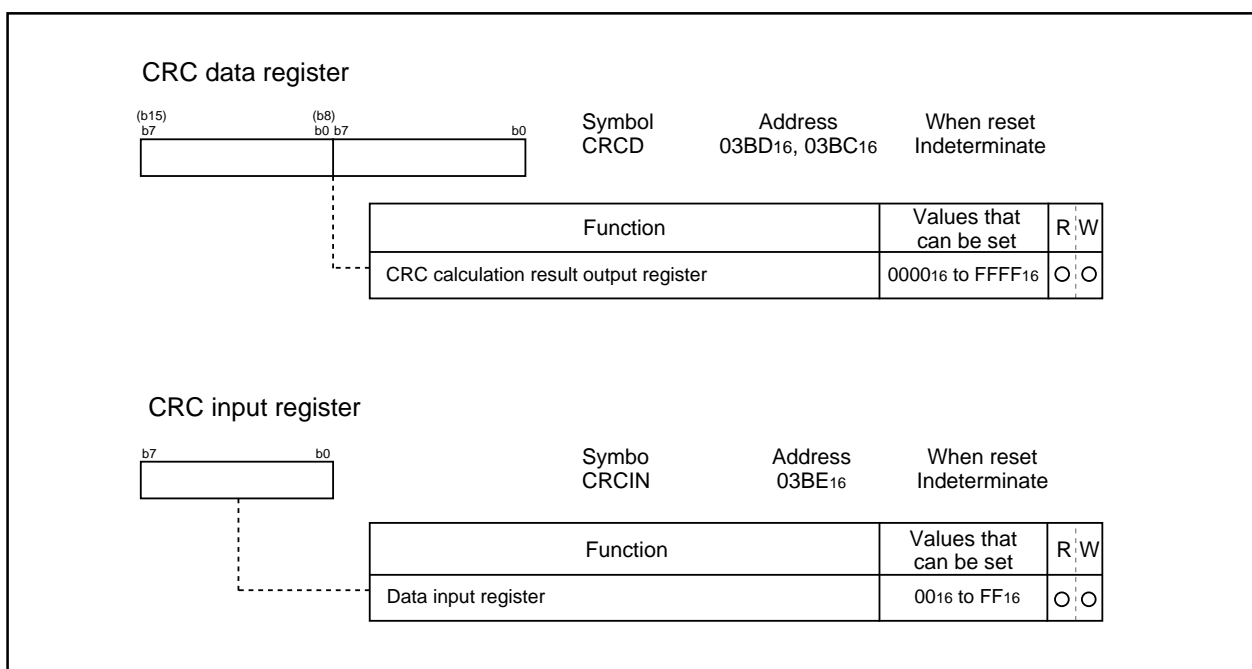 CRC data register
(b15) (b8)
b7 b0 b7 b0
Symbol Address When reset
CRCD 03BD16, 03BC16 Indeterminate
Function Values that can be set R W
CRC calculation result output register 000016 to FFFF16 O O
CRC input register
b7 b0
Symbo Address When reset
CRCIN 03BE16 Indeterminate
Function Values that can be set R W
Data input register 0016 to FF16 O O